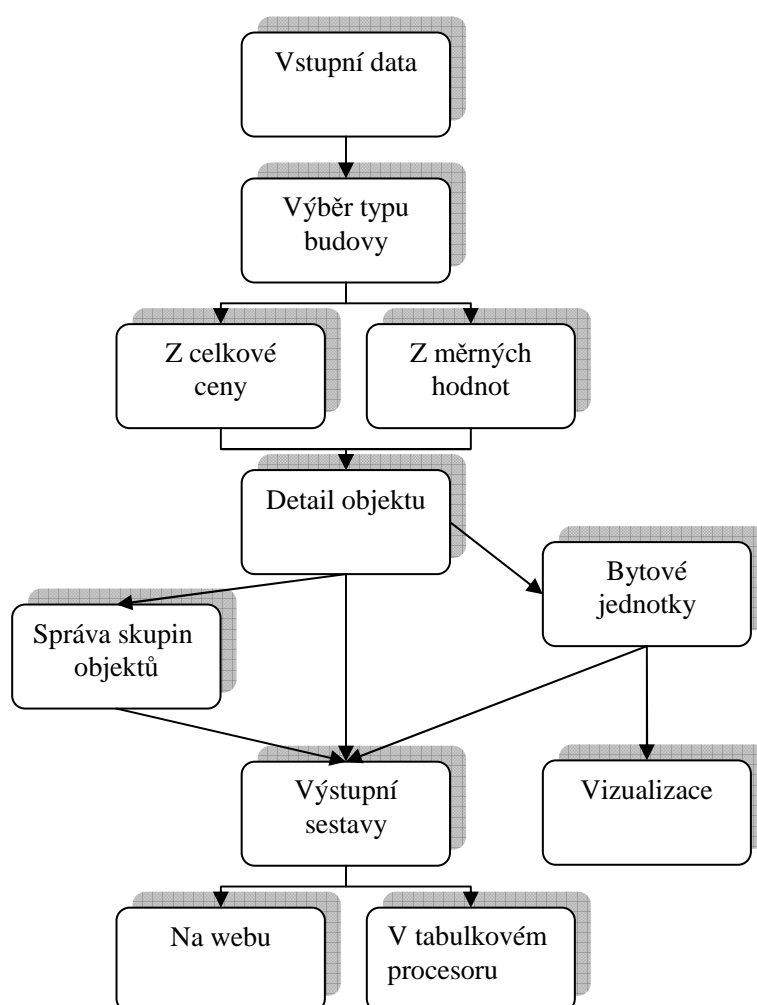 Vstupní data
Výběr typu
budovy
Z celkové
ceny
Z měrných
hodnot
Detail objektu
Bytové
jednotky
Správa skupin
objektů
Výstupní
sestavy
Vizualizace
Na webu
V tabulkovém
procesoru